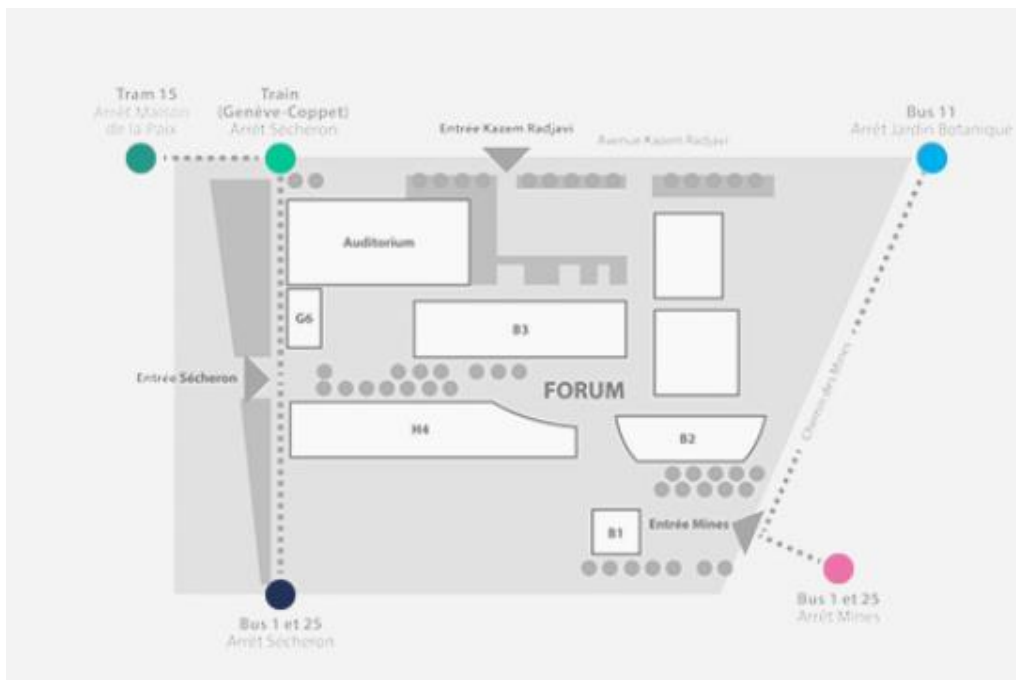 Tram 15
Arrêt Maison
de la Paix
Train
(Genève-Coppet)
Arrêt Sécheron
Entrée Kazem Radjavi
Avenue Kazem Radjavi
Bus 11
Arrêt Jardin Botanique
Auditorium
G6
B3
Entrée Sécheron
FORUM
Chemin des Mines
H4
B2
Entrée Mines
B1
Bus 1 et 25
Arrêt Sécheron
Bus 1 et 25
Arrêt Mines